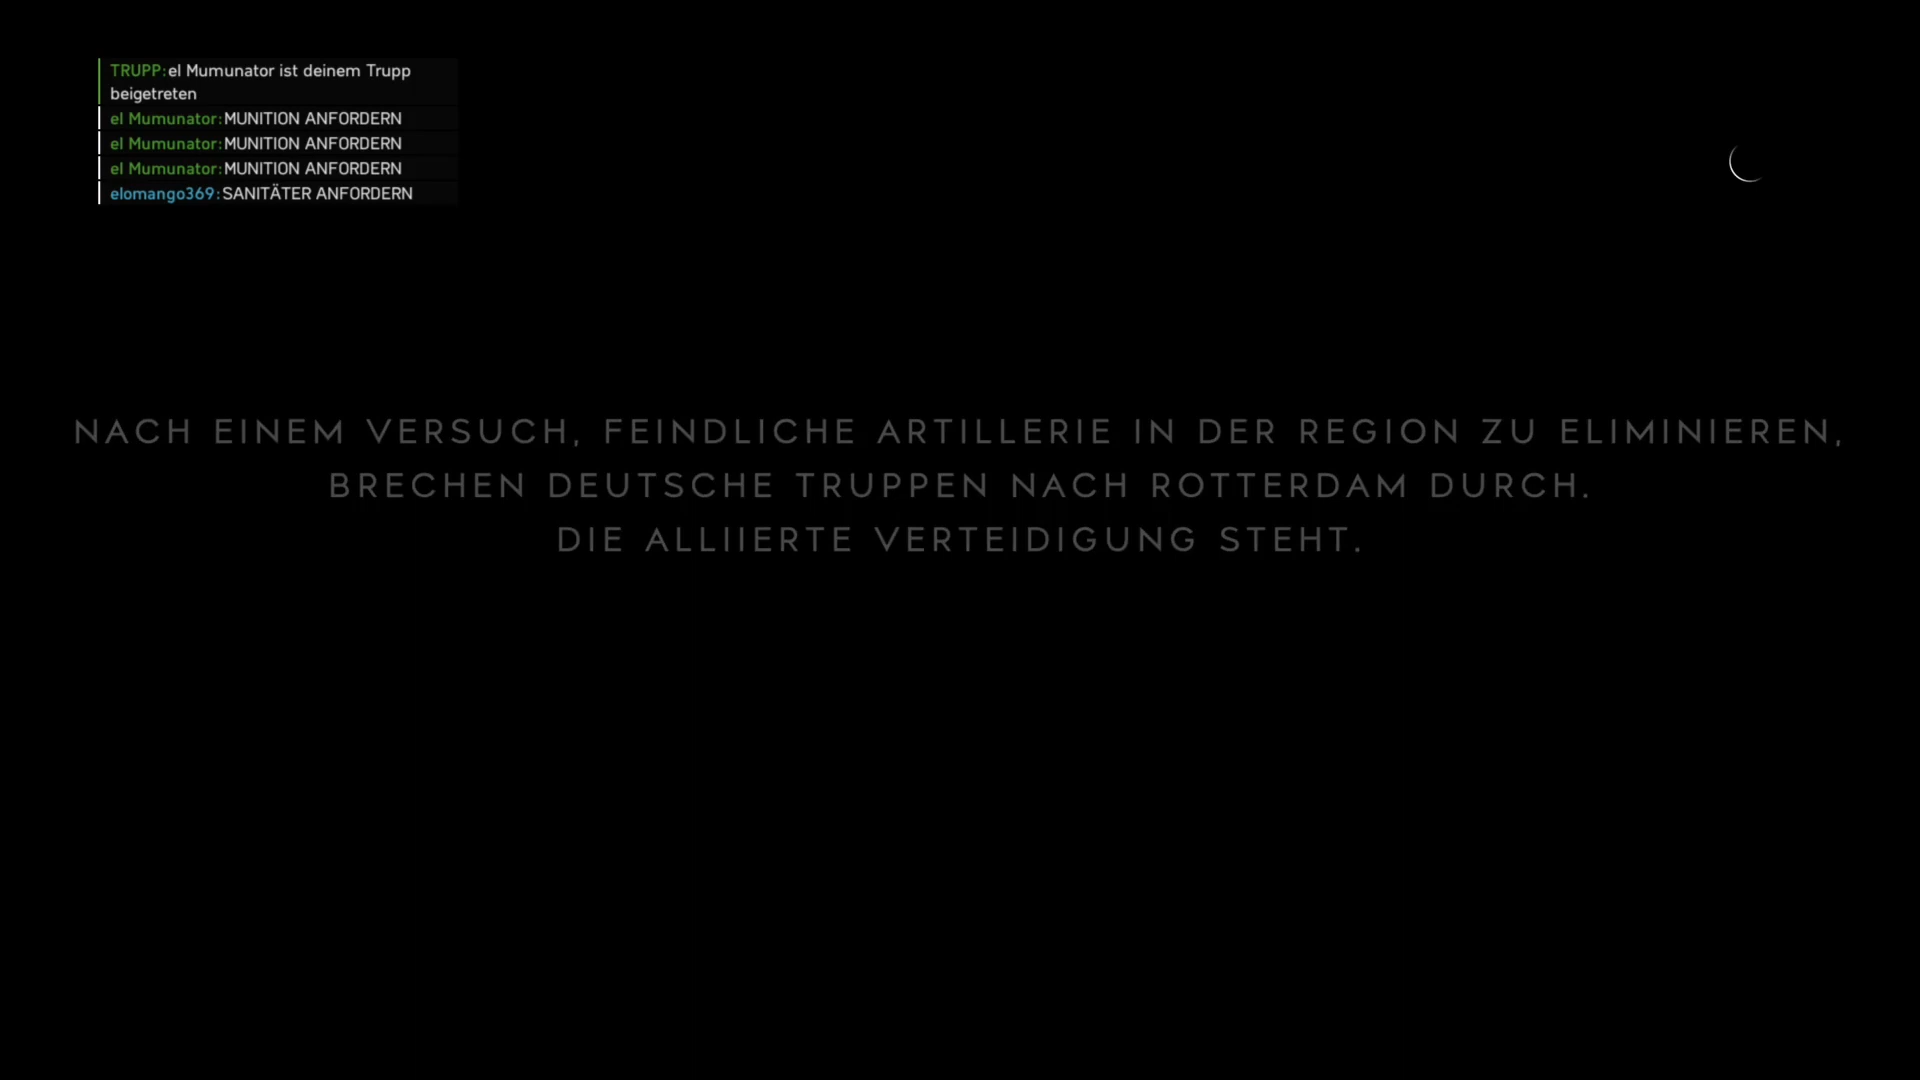 TRUPP:el Mumunator ist deinem Trupp
beigetreten
el Mumunator:MUNITION ANFORDERN
el Mumunator:MUNITION ANFORDERN
el Mumunator:MUNITION ANFORDERN
elomango369:SANITÄTER ANFORDERN
NACH EINEM VERSUCH, FEINDLICHE ARTILLERIE IN DER REGION ZU ELIMINIEREN,
BRECHEN DEUTSCHE TRUPPEN NACH ROTTERDAM DURCH.
DIE ALLIIERTE VERTEIDIGUNG STEHT.